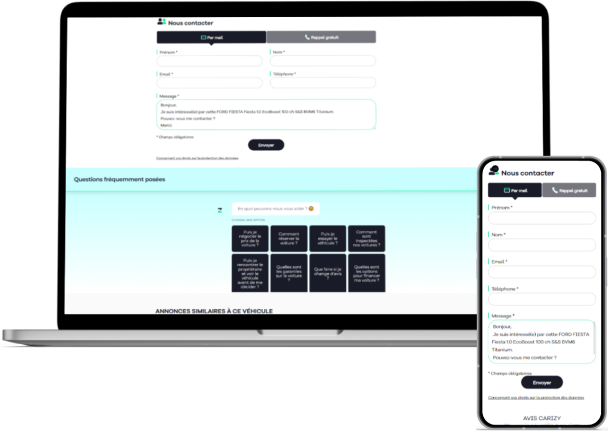 Nous contacter
Par mail
Rappel gratuit
Prénom *
Nom *
Email *
Téléphone *
Message *
Bonjour,
Je suis intéressé(e) par cette FORD FIESTA Fiesta 1.0 EcoBoost 100 ch S&S BVM6 Titanium.
Pouvez-vous me contacter ?
Merci.
* Champs obligatoires
Envoyer
Concernant vos droits sur la protection des données
Questions fréquemment posées
En quoi pouvons-nous vous aider ?
Puis-je
négocier le
prix de la
voiture ?
Comment
réserver la
voiture ?
Puis-je
essayer le
véhicule ?
Comment
sont
inspectées
nos voitures ?
Puis-je
rencontrer le
propriétaire
et voir le
véhicule
avant de me
décider ?
Quelles sont
les garanties
sur la voiture
?
Que faire si je
change d'avis
?
Quelles sont
les options
pour financer
ma voiture ?
ANNONCES SIMILAIRES À CE VÉHICULE
Nous contacter
Par mail
Rappel gratuit
Prénom *
Nom *
Email *
Téléphone *
Message *
Bonjour,
Je suis intéressé(e) par cette FORD FIESTA
Fiesta 1.0 EcoBoost 100 ch S&S BVM6
Titanium.
Pouvez-vous me contacter ?
* Champs obligatoires
Envoyer
Concernant vos droits sur la protection des données
AVIS CARIZY